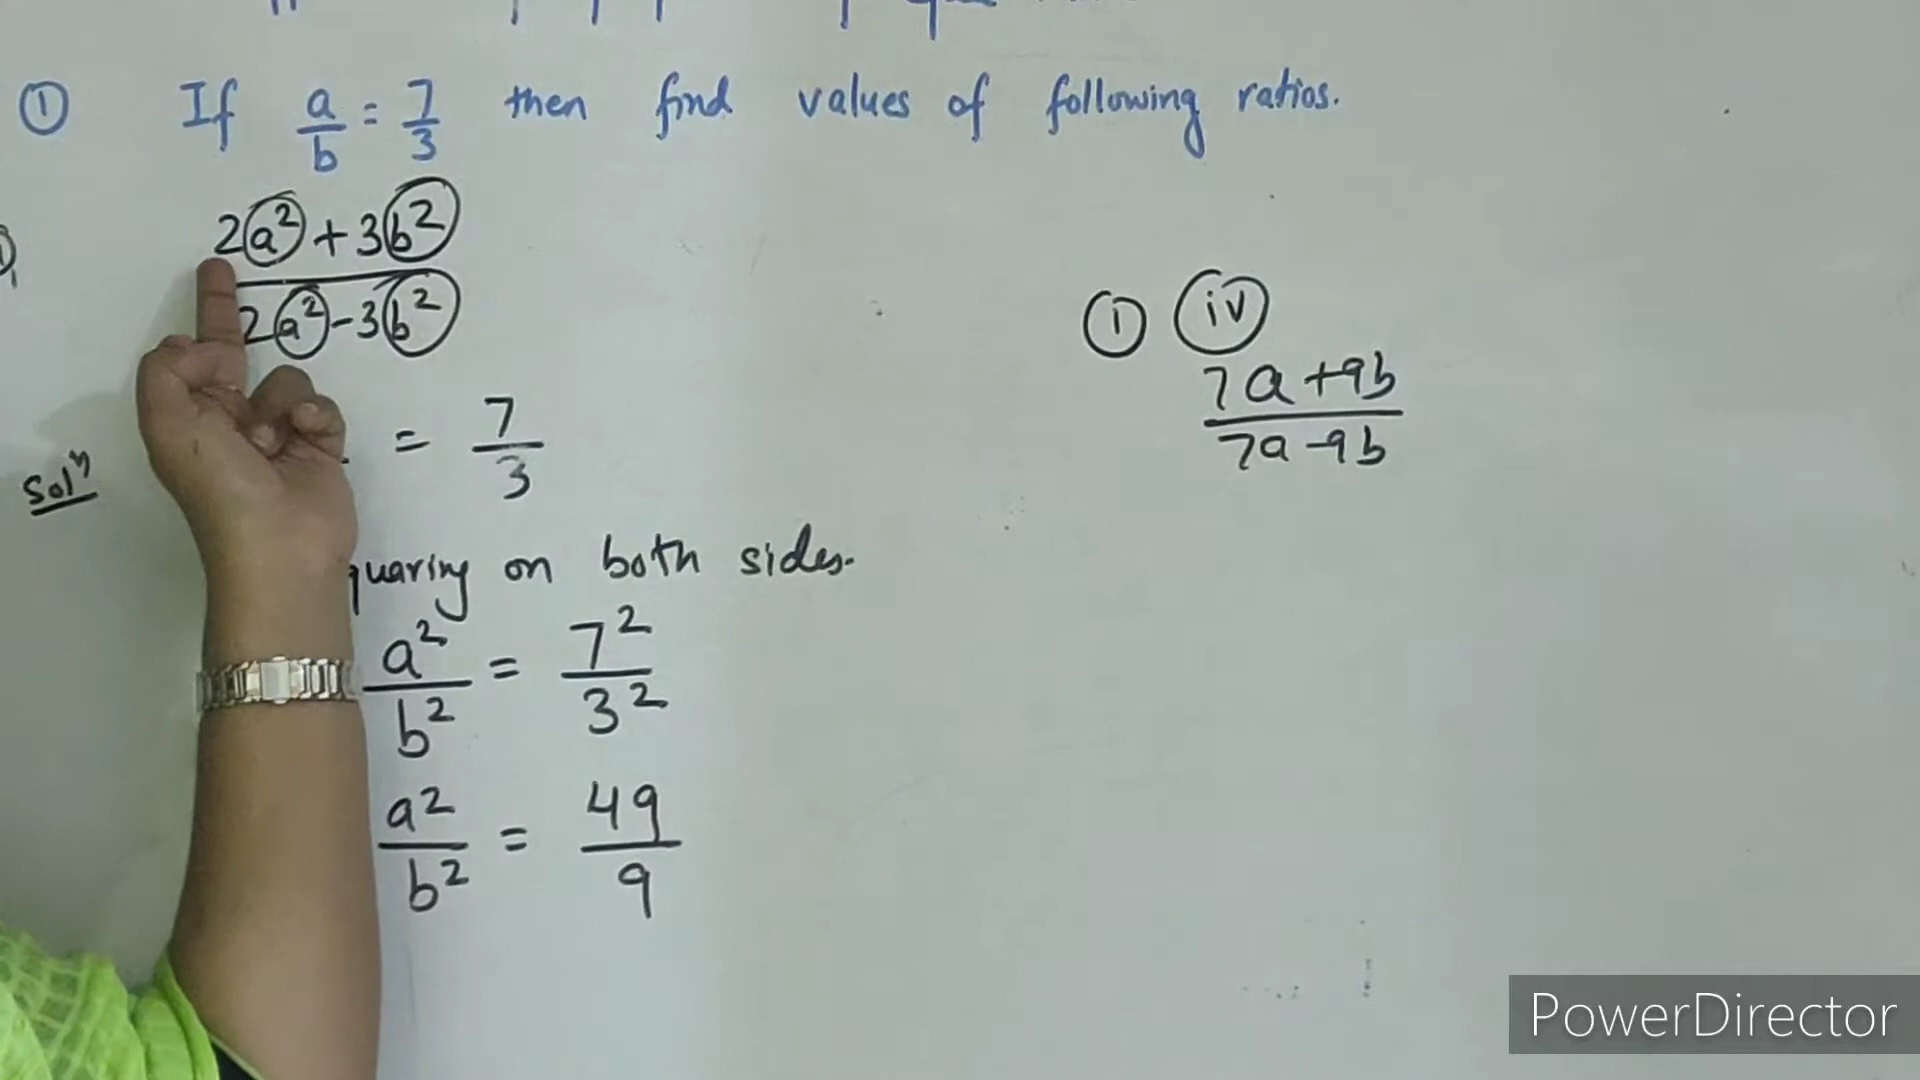 ① If a/b = 7/3 then find values of following ratios.
2a² + 3b²
2a² - 3b²
① iv
7a + 9b
7a - 9b
= 7/3
Solⁿ
quaring on both sides.
a²/b² = 7²/3²
a²/b² = 49/9
PowerDirector